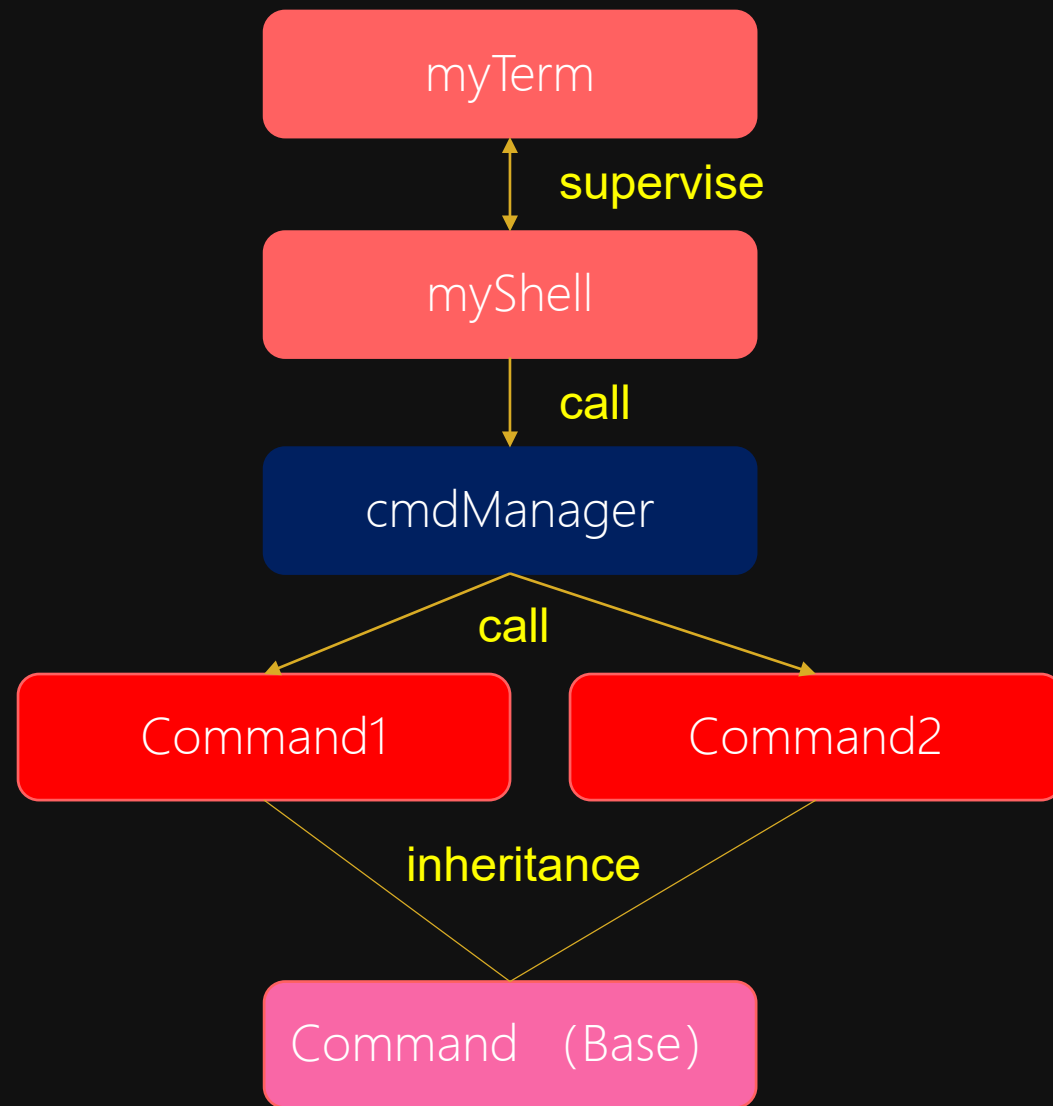 myTerm
supervise
myShell
call
cmdManager
call
Command1
Command2
inheritance
Command （Base）